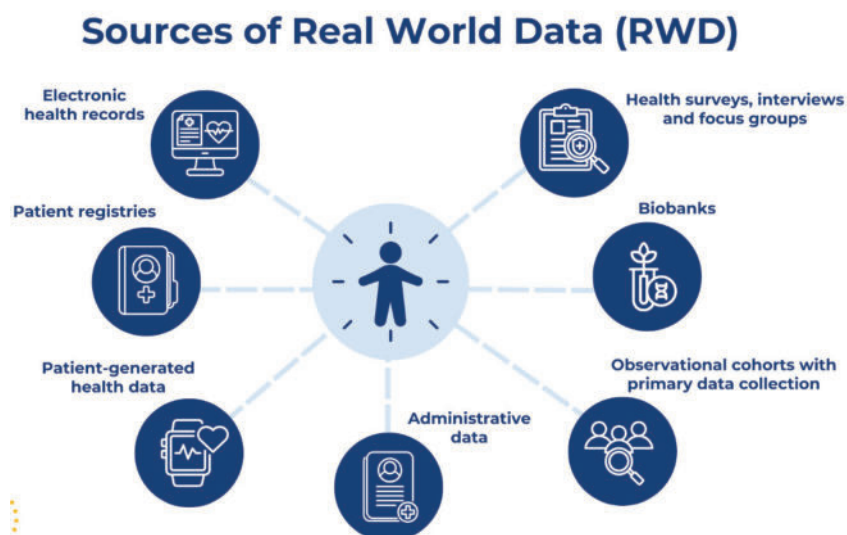 Sources of Real World Data (RWD)
Electronic
health records
Health surveys, interviews
and focus groups
Patient registries
Biobanks
Patient-generated
health data
Observational cohorts with
primary data collection
Administrative
data